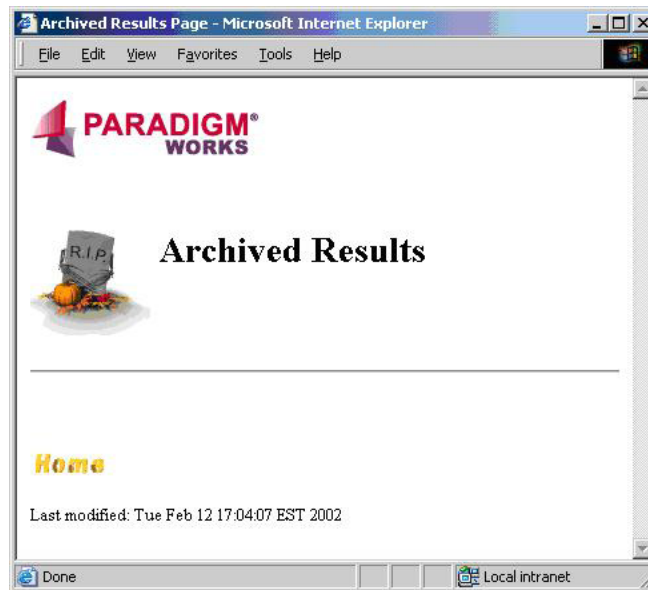 Archived Results Page - Microsoft Internet Explorer
File Edit View Favorites Tools Help
PARADIGM®
WORKS
R.I.P.
Archived Results
Home
Last modified: Tue Feb 12 17:04:07 EST 2002
Done
Local intranet